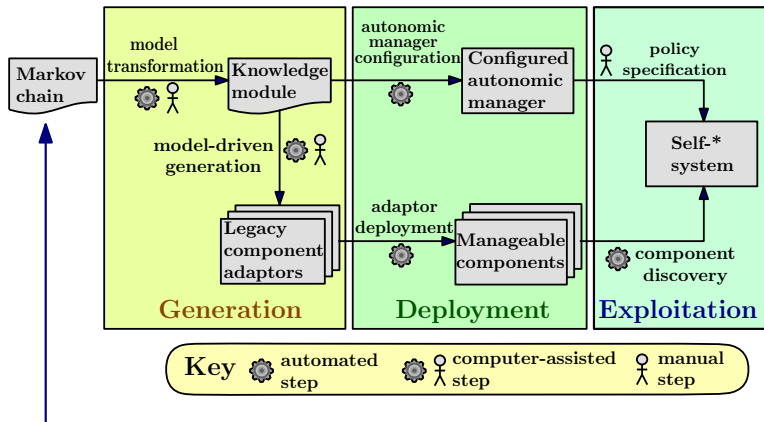 Markov
chain
model
transformation
Knowledge
module
autonomic
manager
configuration
Configured
autonomic
manager
policy
specification
Self-*
system
model-driven
generation
Legacy
component
adaptors
adaptor
deployment
Manageable
components
component
discovery
Generation
Deployment
Exploitation
Key
automated
step
computer-assisted
step
manual
step